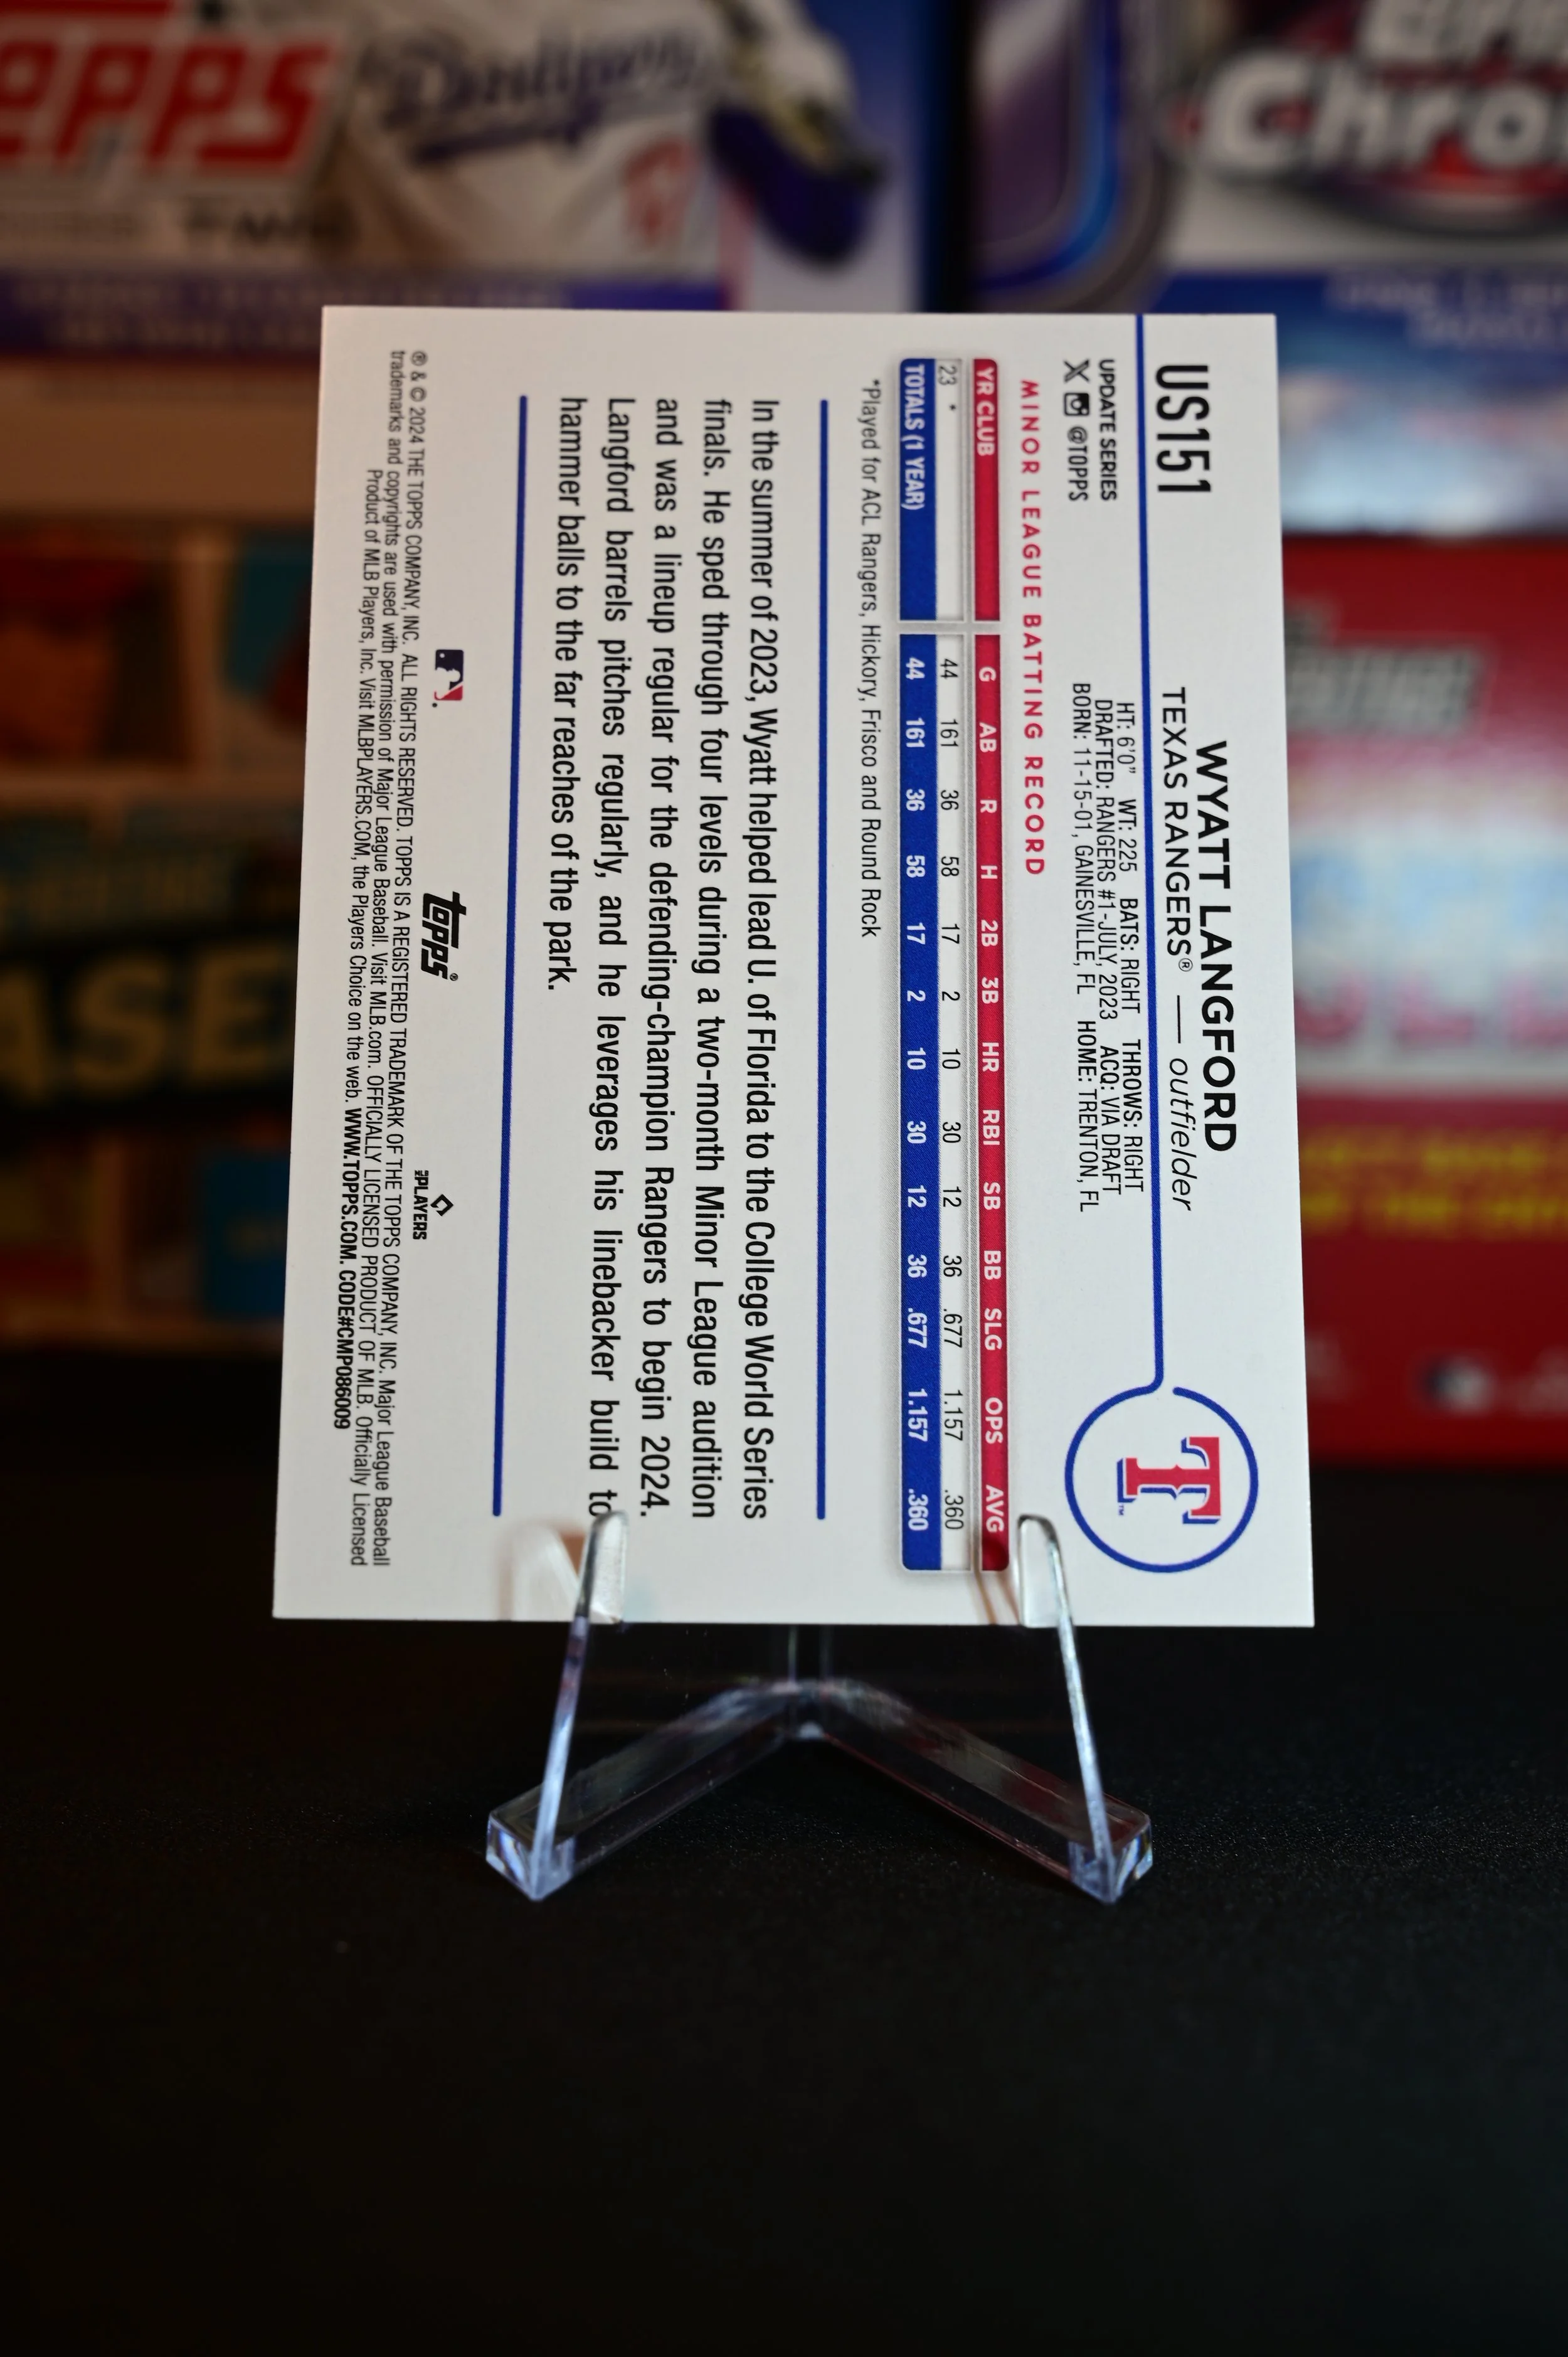 US151
WYATT LANGFORD
TEXAS RANGERS® — outfielder
UPDATE SERIES
@TOPPS
HT: 6'0" WT: 225 BATS: RIGHT THROWS: RIGHT
DRAFTED: RANGERS #1-JULY, 2023 ACQ: VIA DRAFT
BORN: 11-15-01, GAINESVILLE, FL HOME: TRENTON, FL
T™
MINOR LEAGUE BATTING RECORD
YR CLUB G AB R H 2B 3B HR RBI SB BB SLG OPS AVG
23 * 44 161 36 58 17 2 10 30 12 36 .677 1.157 .360
TOTALS (1 YEAR) 44 161 36 58 17 2 10 30 12 36 .677 1.157 .360
*Played for ACL Rangers, Hickory, Frisco and Round Rock
In the summer of 2023, Wyatt helped lead U. of Florida to the College World Series
finals. He sped through four levels during a two-month Minor League audition
and was a lineup regular for the defending-champion Rangers to begin 2024.
Langford barrels pitches regularly, and he leverages his linebacker build to
hammer balls to the far reaches of the park.
topps®
PLAYERS
® & © 2024 THE TOPPS COMPANY, INC. ALL RIGHTS RESERVED. TOPPS IS A REGISTERED TRADEMARK OF THE TOPPS COMPANY, INC. Major League Baseball
trademarks and copyrights are used with permission of Major League Baseball. Visit MLB.com. OFFICIALLY LICENSED PRODUCT OF MLB. Officially Licensed
Product of MLB Players, Inc. Visit MLBPLAYERS.COM, the Players Choice on the web. WWW.TOPPS.COM. CODE#CMP086009
Dodgers